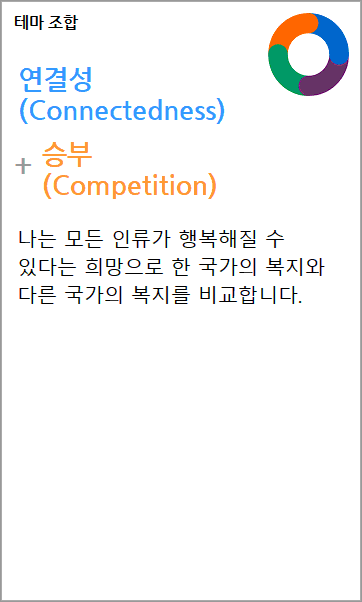 테마 조합
연결성
(Connectedness)
+ 승부
(Competition)
나는 모든 인류가 행복해질 수
있다는 희망으로 한 국가의 복지와
다른 국가의 복지를 비교합니다.